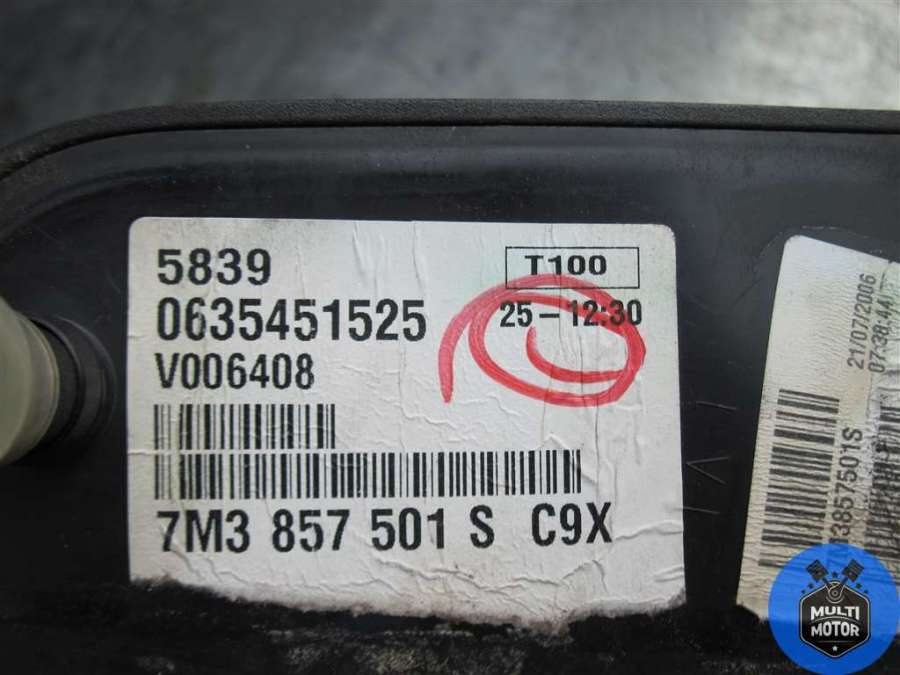 5839
T100
0635451525
25-12:30
V006408
7M3 857 501 S C9X
21/07/2006
07:38:44
7M3857501S
MULTI
MOTOR